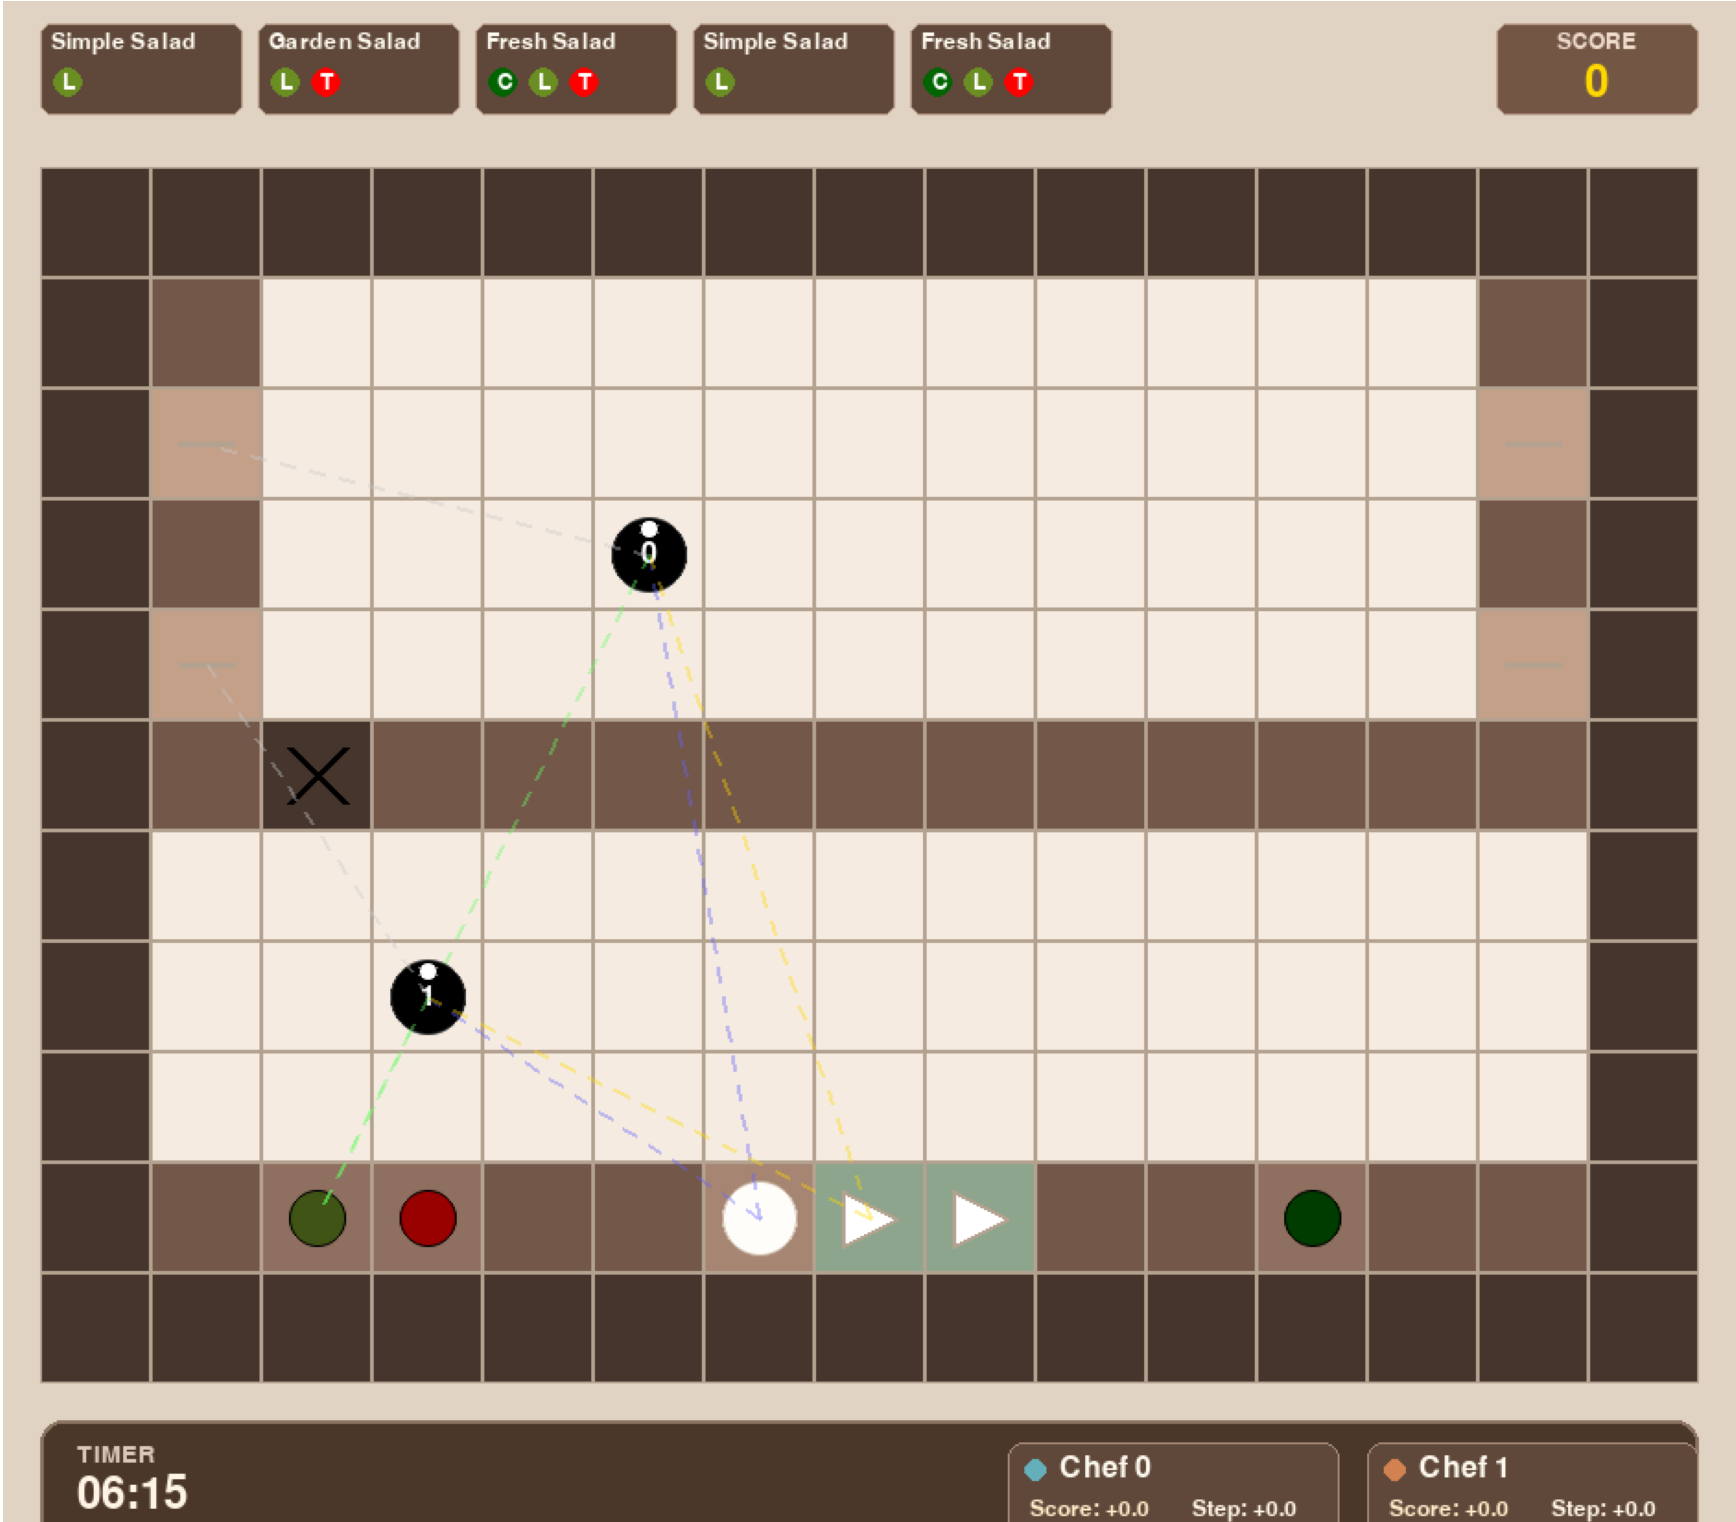 Simple Salad
L
Garden Salad
L T
Fresh Salad
C L T
Simple Salad
L
Fresh Salad
C L T
SCORE
0
0
1
TIMER
06:15
Chef 0
Score: +0.0 Step: +0.0
Chef 1
Score: +0.0 Step: +0.0